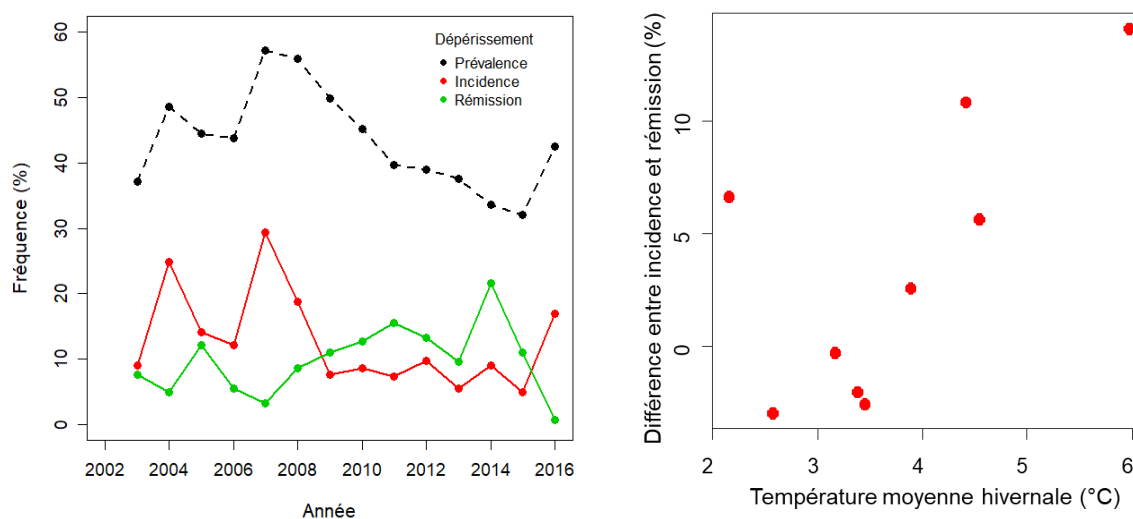 Fréquence (%)
60
50
40
30
20
10
0
Dépérissement
Prévalence
Incidence
Rémission
2002 2004 2006 2008 2010 2012 2014 2016
Année
Différence entre incidence et rémission (%)
10
5
0
2 3 4 5 6
Température moyenne hivernale (°C)